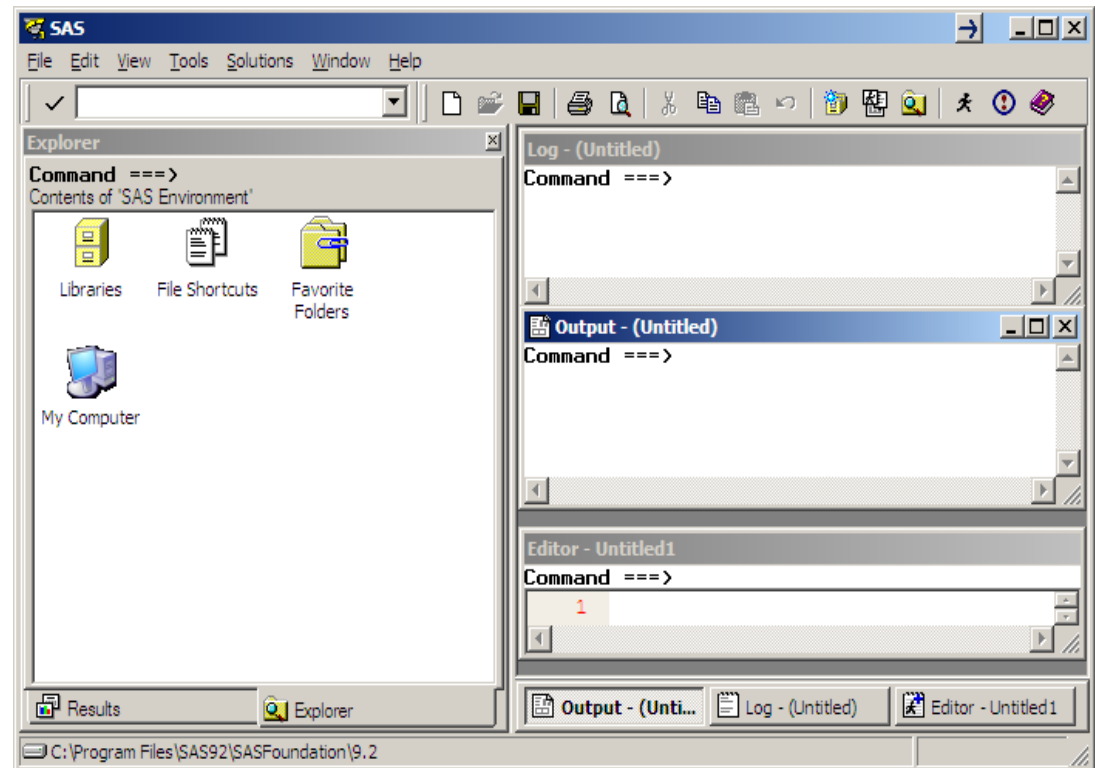 SAS
File Edit View Tools Solutions Window Help
Explorer
Command ===>
Contents of 'SAS Environment'
Libraries
File Shortcuts
Favorite
Folders
My Computer
Results
Explorer
Log - (Untitled)
Command ===>
Output - (Untitled)
Command ===>
Editor - Untitled1
Command ===>
1
Output - (Unti...
Log - (Untitled)
Editor - Untitled1
C:\Program Files\SAS92\SASFoundation\9.2